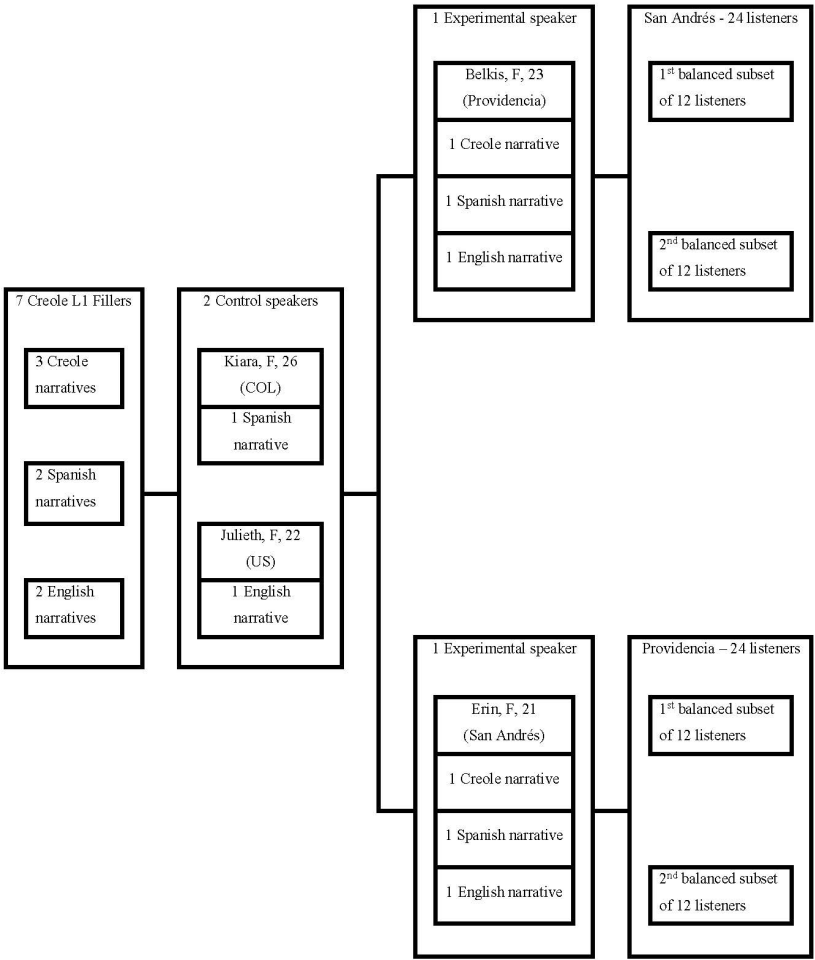 7 Creole L1 Fillers
3 Creole
narratives
2 Spanish
narratives
2 English
narratives
2 Control speakers
Kiara, F, 26
(COL)
1 Spanish
narrative
Julieth, F, 22
(US)
1 English
narrative
1 Experimental speaker
Belkis, F, 23
(Providencia)
1 Creole narrative
1 Spanish narrative
1 English narrative
San Andrés - 24 listeners
1st balanced subset
of 12 listeners
2nd balanced subset
of 12 listeners
1 Experimental speaker
Erin, F, 21
(San Andrés)
1 Creole narrative
1 Spanish narrative
1 English narrative
Providencia – 24 listeners
1st balanced subset
of 12 listeners
2nd balanced subset
of 12 listeners